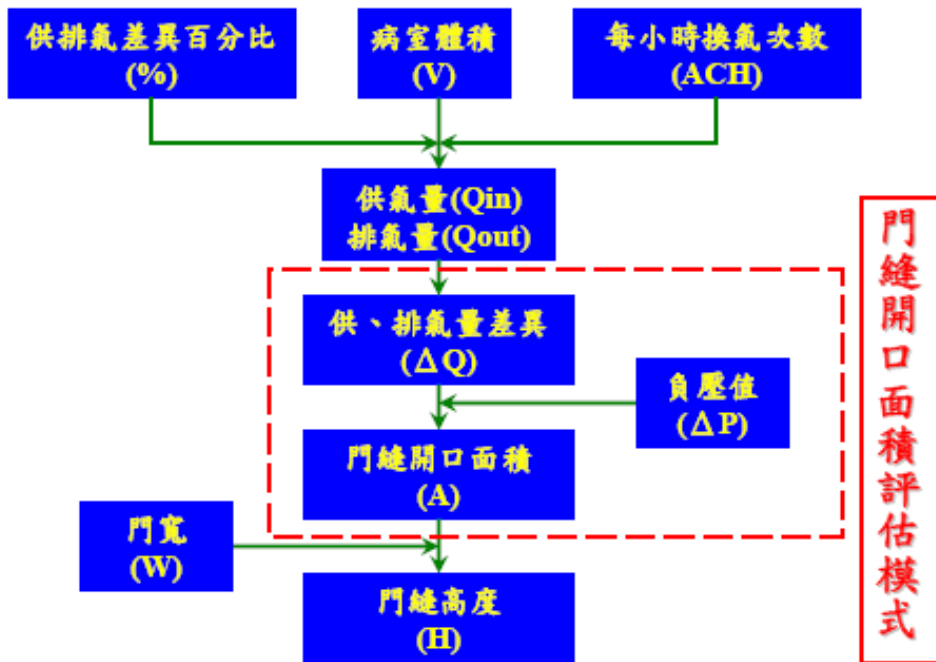 供排氣差異百分比
(%)
病室體積
(V)
每小時換氣次數
(ACH)
供氣量(Qin)
排氣量(Qout)
供、排氣量差異
(ΔQ)
負壓值
(ΔP)
門縫開口面積
(A)
門寬
(W)
門縫高度
(H)
門縫開口面積評估模式